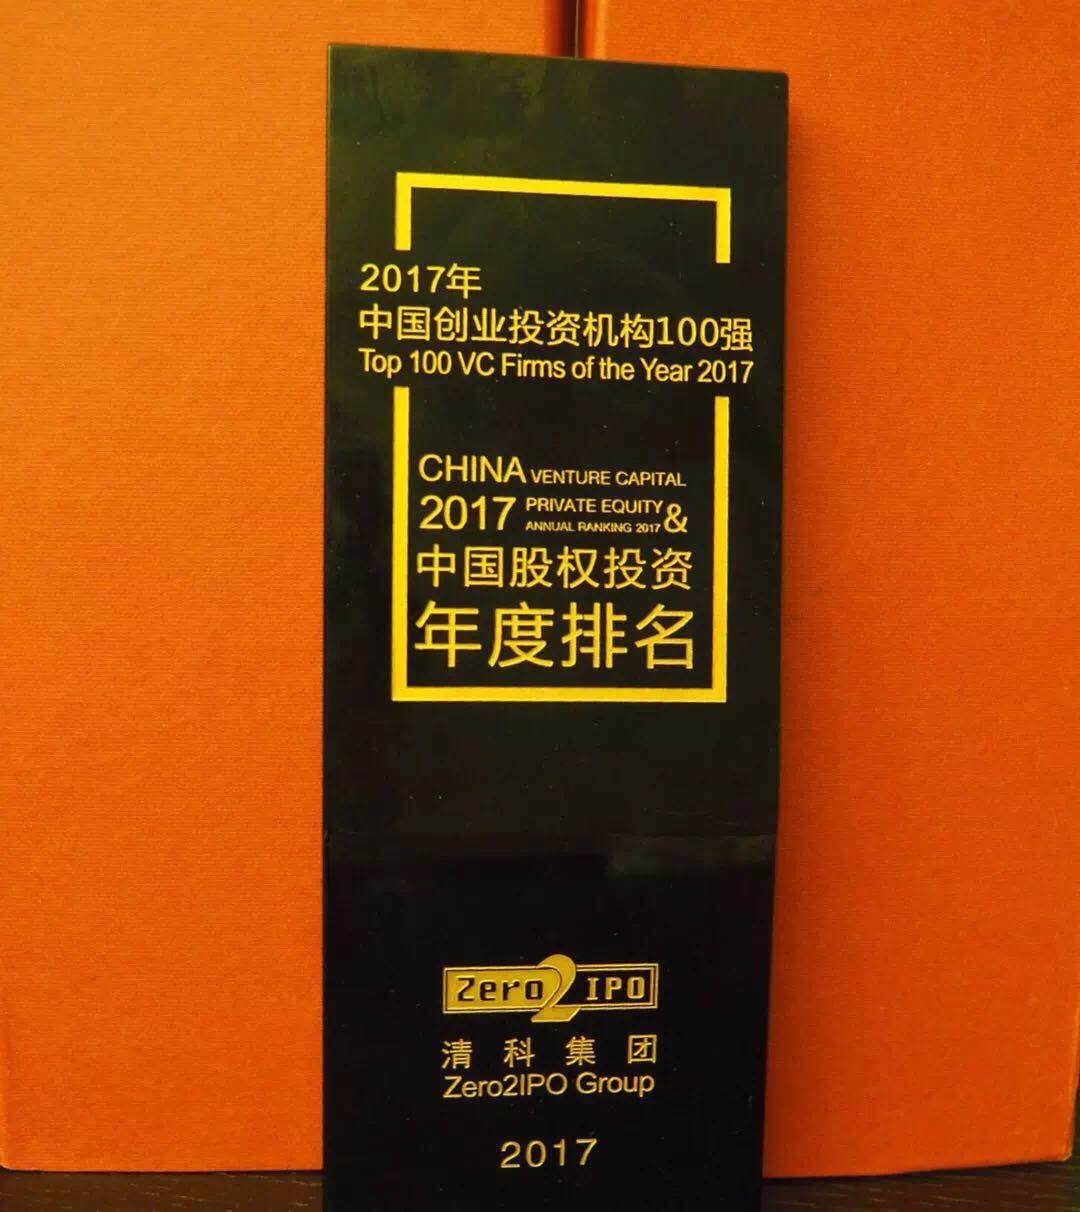 2017年
中国创业投资机构100强
Top 100 VC Firms of the Year 2017
CHINA VENTURE CAPITAL
2017 PRIVATE EQUITY &
ANNUAL RANKING 2017
中国股权投资
年度排名
Zero2IPO
清科集团
Zero2IPO Group
2017